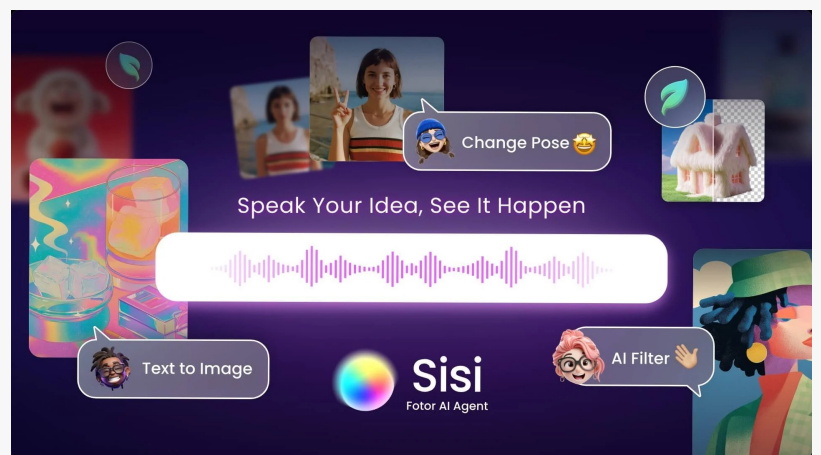 Change Pose
Speak Your Idea, See It Happen
Text to Image
AI Filter
Sisi
Fotor AI Agent